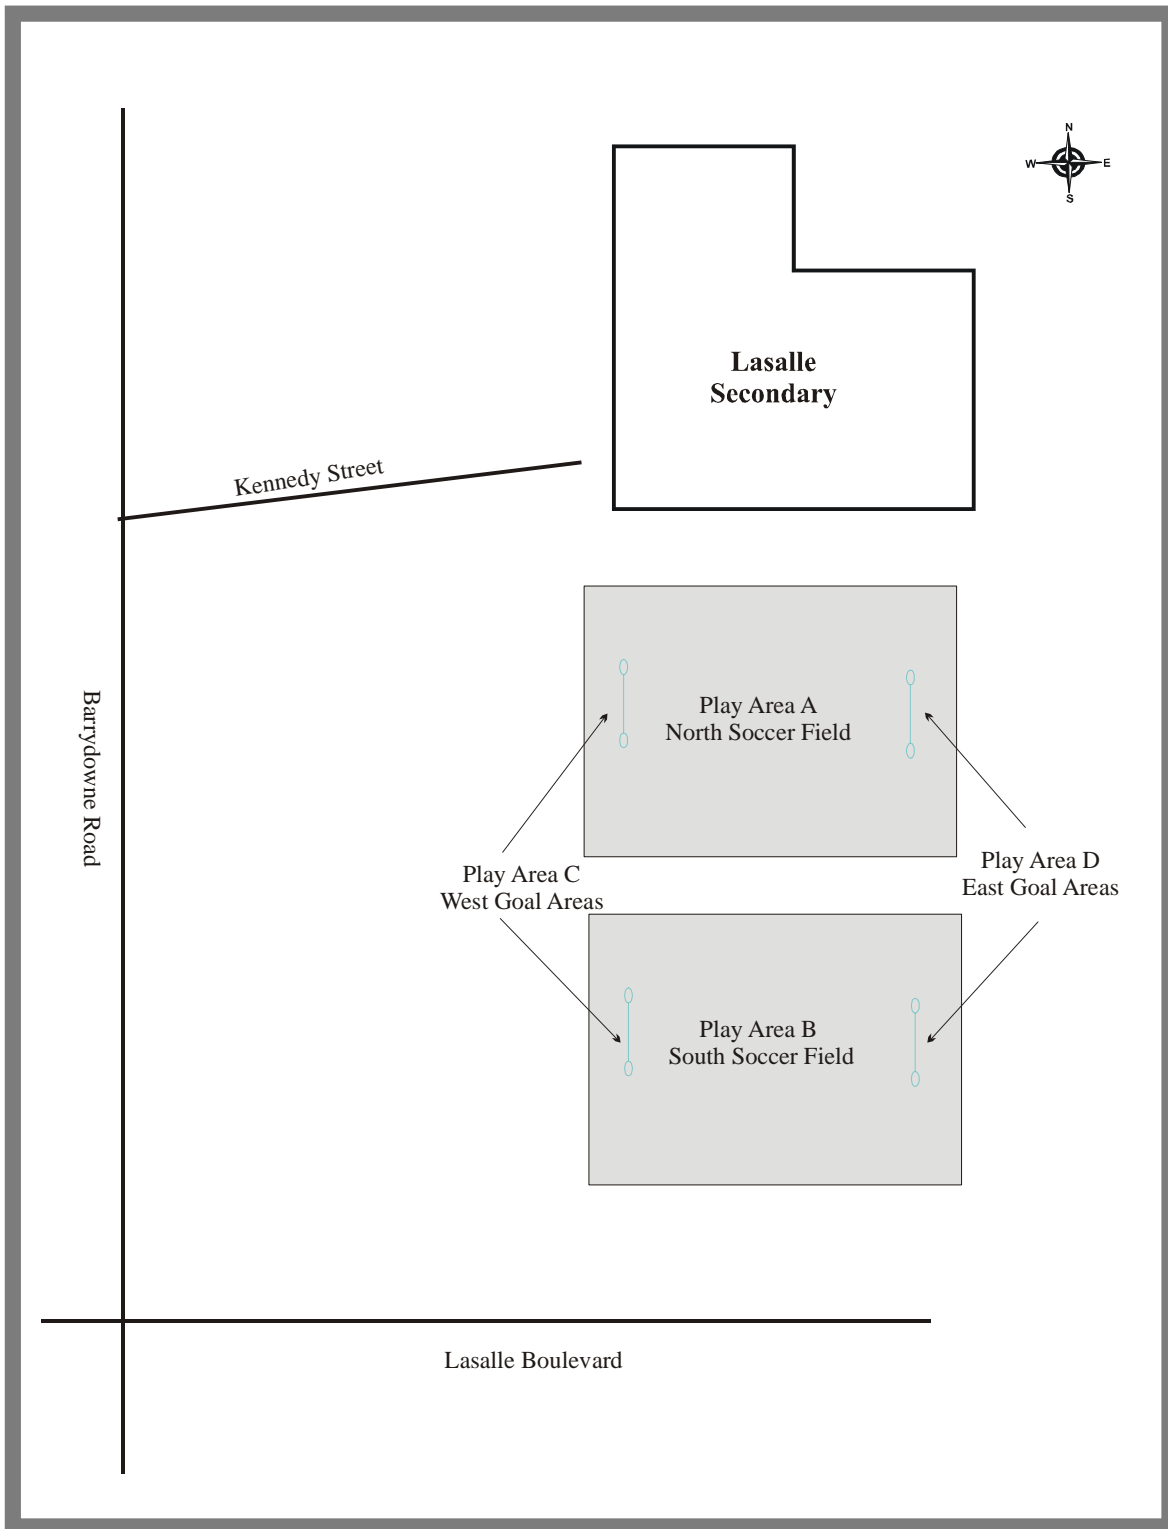 N
W E
S
Lasalle
Secondary
Kennedy Street
Barrydowne Road
Play Area A
North Soccer Field
Play Area C
West Goal Areas
Play Area D
East Goal Areas
Play Area B
South Soccer Field
Lasalle Boulevard